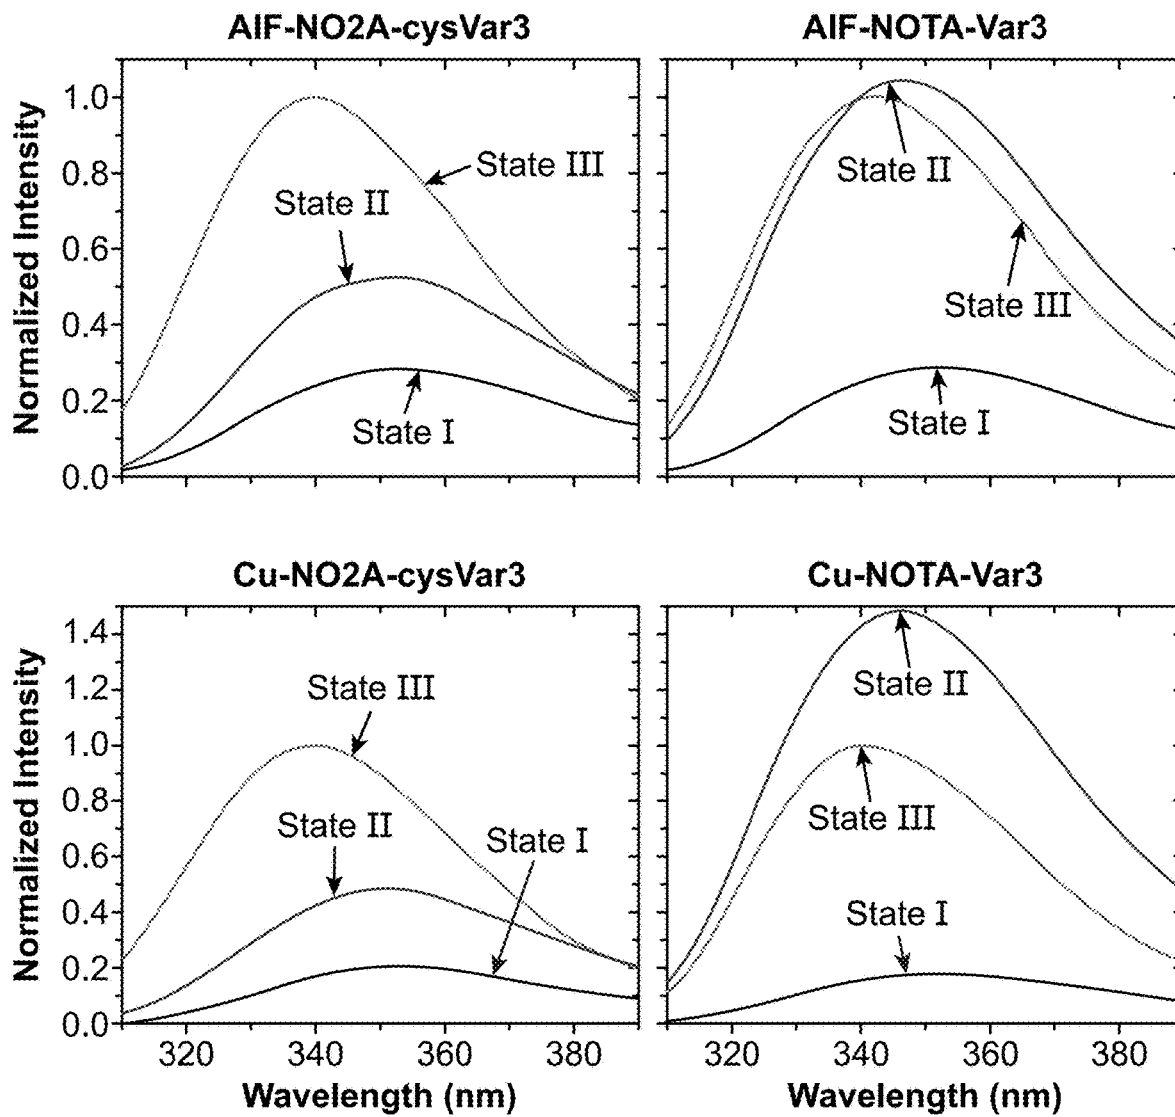 AlF-NO2A-cysVar3
AlF-NOTA-Var3
Normalized Intensity
1.0
0.8
0.6
0.4
0.2
0.0
State III
State II
State I
State II
State III
State I
Cu-NO2A-cysVar3
Cu-NOTA-Var3
Normalized Intensity
1.4
1.2
1.0
0.8
0.6
0.4
0.2
0.0
State III
State II
State I
State II
State III
State I
320 340 360 380
320 340 360 380
Wavelength (nm)
Wavelength (nm)